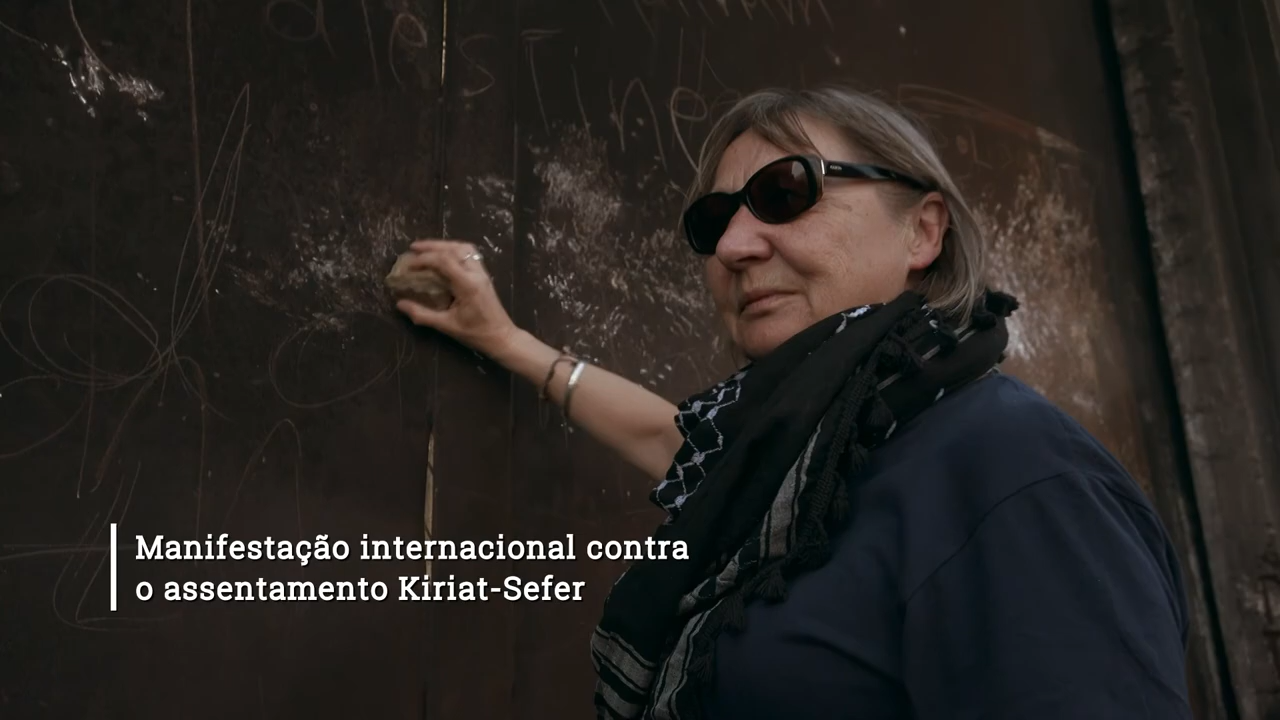 Manifestação internacional contra
o assentamento Kiriat-Sefer